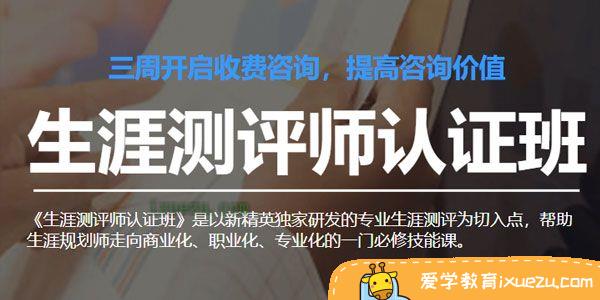 三周开启收费咨询，提高咨询价值
生涯测评师认证班
《生涯测评师认证班》是以新精英独家研发的专业生涯测评为切入点，帮助
生涯规划师走向商业化、职业化、专业化的一门必修技能课。
爱学教育ixuezu.com